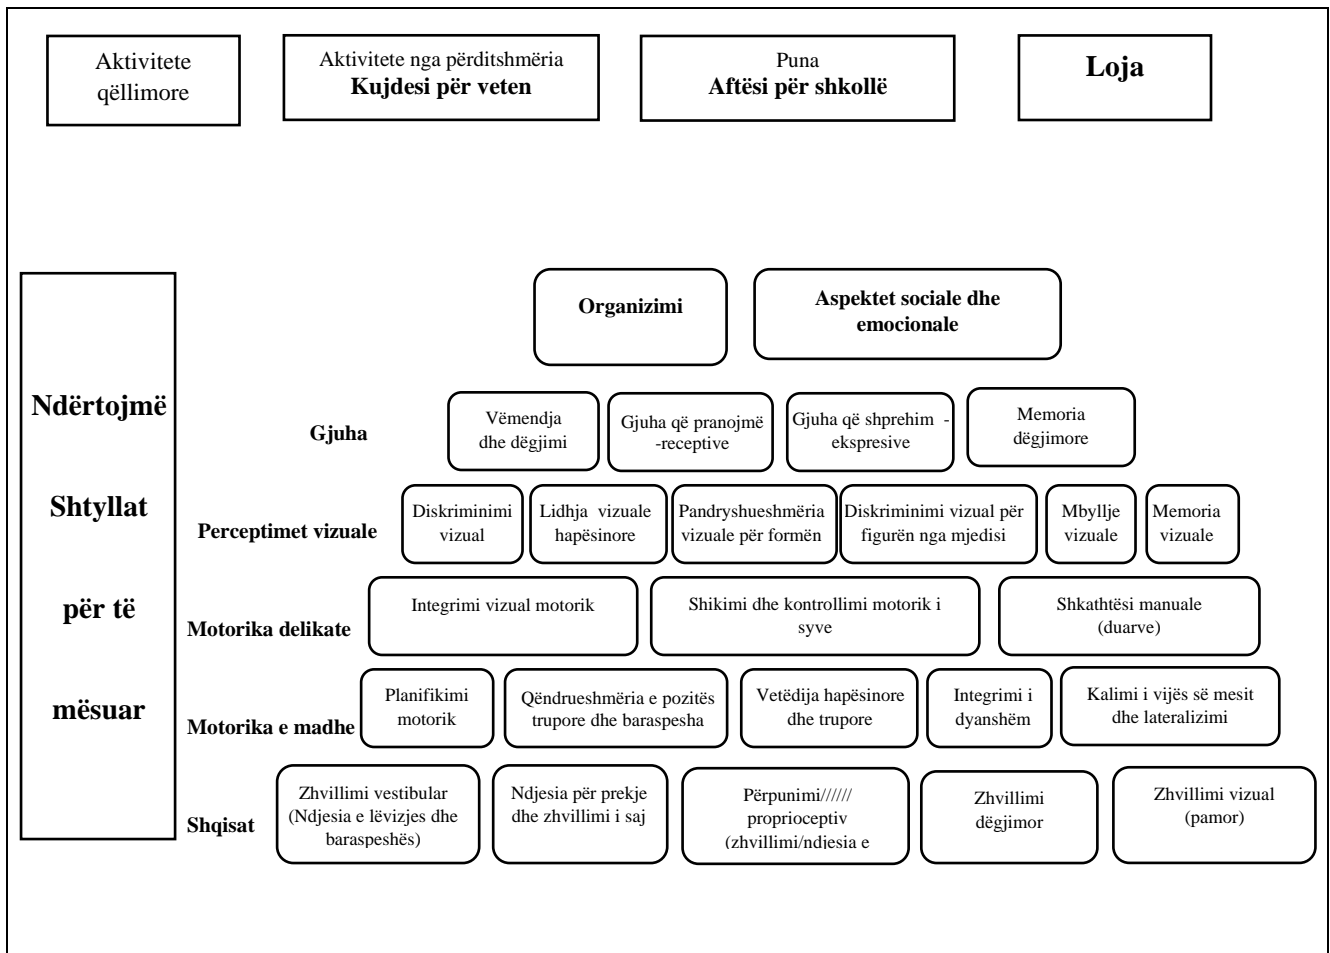 Aktivitete
qëllimore
Aktivitete nga përditshmëria
Kujdesi për veten
Puna
Aftësi për shkollë
Loja
Ndërtojmë
Shtyllat
për të
mësuar
Organizimi
Aspektet sociale dhe
emocionale
Gjuha
Vëmendja
dhe dëgjimi
Gjuha që pranojmë
-receptive
Gjuha që shprehim -
ekspresive
Memoria
dëgjimore
Perceptimet vizuale
Diskriminimi
vizual
Lidhja vizuale
hapësinore
Pandryshueshmëria
vizuale për formën
Diskriminimi vizual për
figurën nga mjedisi
Mbyllje
vizuale
Memoria
vizuale
Motorika delikate
Integrimi vizual motorik
Shikimi dhe kontrollimi motorik i
syve
Shkathtësi manuale
(duarve)
Motorika e madhe
Planifikimi
motorik
Qëndrueshmëria e pozitës
trupore dhe baraspesha
Vetëdija hapësinore
dhe trupore
Integrimi i
dyanshëm
Kalimi i vijës së mesit
dhe lateralizimi
Shqisat
Zhvillimi vestibular
(Ndjesia e lëvizjes dhe
baraspeshës)
Ndjesia për prekje
dhe zhvillimi i saj
Përpunimi//////
proprioceptiv
(zhvillimi/ndjesia e
Zhvillimi
dëgjimor
Zhvillimi vizual
(pamor)